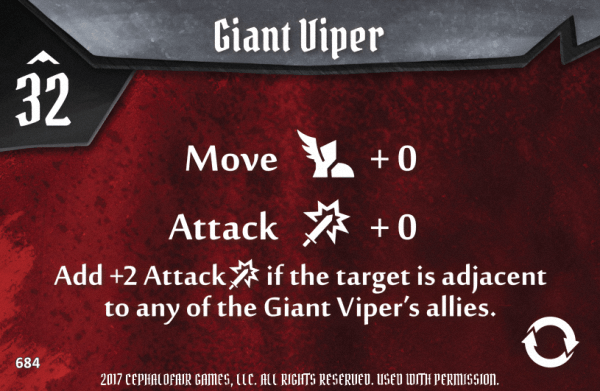 Giant Viper
32
Move + 0
Attack + 0
Add +2 Attack if the target is adjacent
to any of the Giant Viper's allies.
684
2017 CEPHALOFAIR GAMES, LLC. ALL RIGHTS RESERVED. USED WITH PERMISSION.